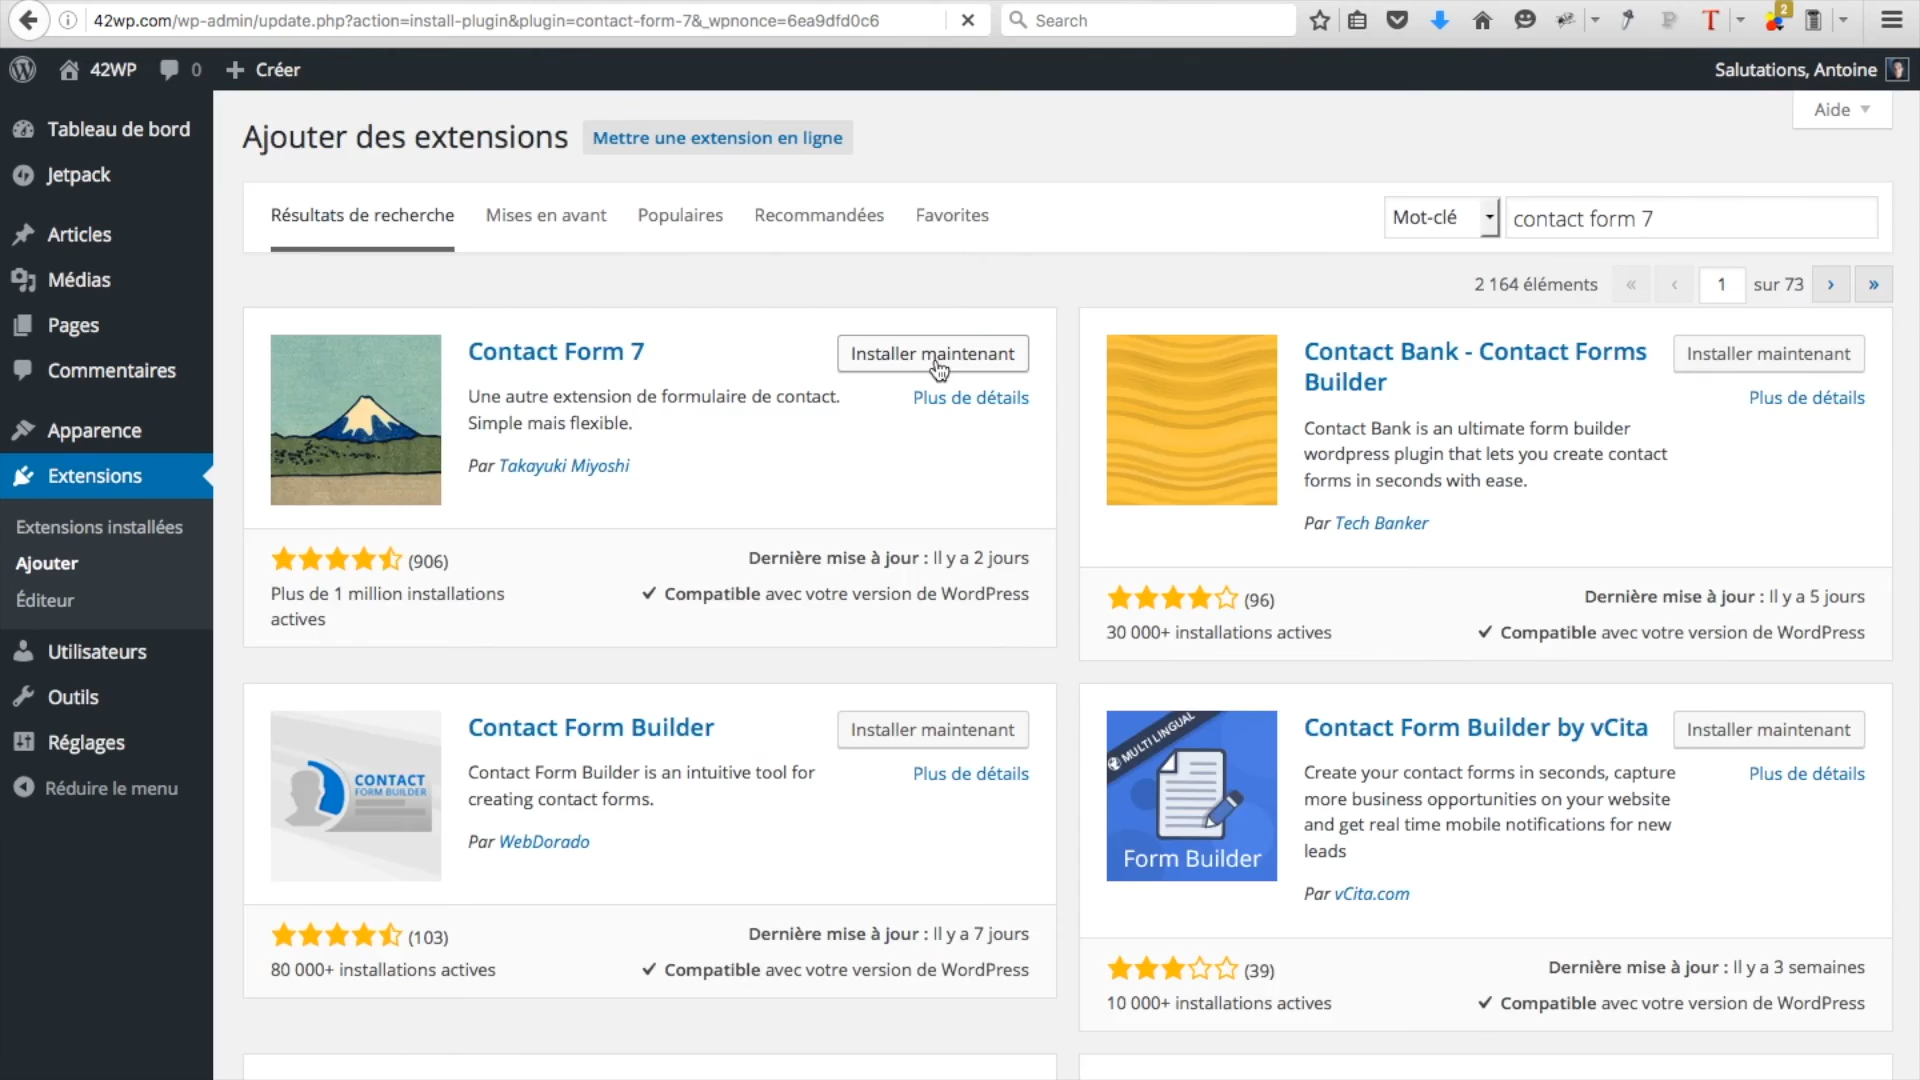 42wp.com/wp-admin/update.php?action=install-plugin&plugin=contact-form-7&_wpnonce=6ea9dfd0c6
Search
2
42WP
0
Créer
Salutations, Antoine
Aide
Tableau de bord
Jetpack
Articles
Médias
Pages
Commentaires
Apparence
Extensions
Extensions installées
Ajouter
Éditeur
Utilisateurs
Outils
Réglages
Réduire le menu
Ajouter des extensions
Mettre une extension en ligne
Résultats de recherche
Mises en avant
Populaires
Recommandées
Favorites
Mot-clé
contact form 7
2 164 éléments
«
‹
1
sur 73
›
»
Contact Form 7
Installer maintenant
Une autre extension de formulaire de contact.
Simple mais flexible.
Plus de détails
Par Takayuki Miyoshi
(906)
Dernière mise à jour : Il y a 2 jours
Plus de 1 million installations
actives
Compatible avec votre version de WordPress
Contact Bank - Contact Forms
Builder
Installer maintenant
Plus de détails
Contact Bank is an ultimate form builder
wordpress plugin that lets you create contact
forms in seconds with ease.
Par Tech Banker
(96)
Dernière mise à jour : Il y a 5 jours
30 000+ installations actives
Compatible avec votre version de WordPress
CONTACT
FORM BUILDER
Contact Form Builder
Installer maintenant
Contact Form Builder is an intuitive tool for
creating contact forms.
Plus de détails
Par WebDorado
(103)
Dernière mise à jour : Il y a 7 jours
80 000+ installations actives
Compatible avec votre version de WordPress
MULTI LINGUAL
Form Builder
Contact Form Builder by vCita
Installer maintenant
Create your contact forms in seconds, capture
more business opportunities on your website
and get real time mobile notifications for new
leads
Plus de détails
Par vCita.com
(39)
Dernière mise à jour : Il y a 3 semaines
10 000+ installations actives
Compatible avec votre version de WordPress